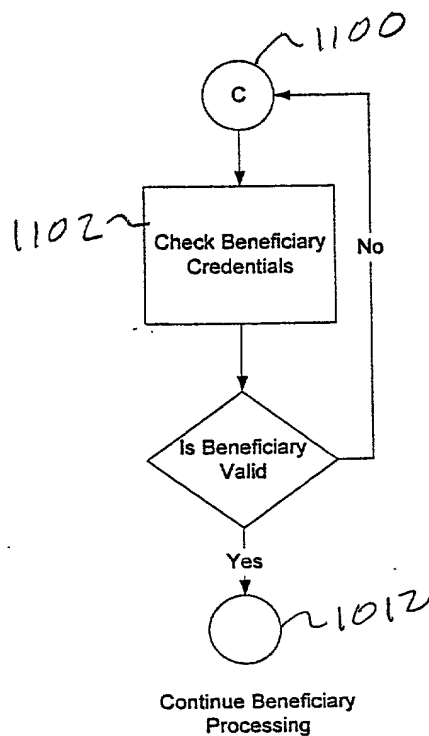 1100
C
1102
Check Beneficiary
Credentials
No
Is Beneficiary
Valid
Yes
1012
Continue Beneficiary
Processing